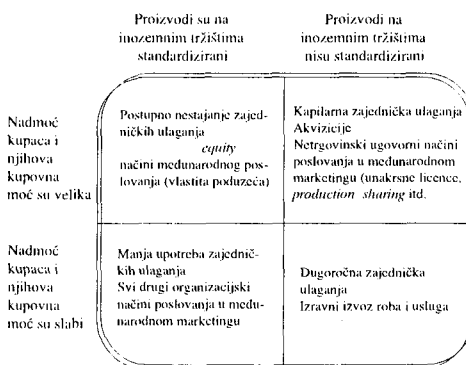 Proizvodi su na
inozemnim tržištima
standardizirani
Proizvodi na
inozemnim tržištima
nisu standardizirani
Nadmoć
kupaca i
njihova
kupovna
moć su velika
Postupno nestajanje zajed-
ničkih ulaganja
equity
načini međunarodnog pos-
lovanja (vlastita poduzeća)
Kapilarna zajednička ulaganja
Akvizicije
Netrgovinski ugovorni načini
poslovanja u međunarodnom
marketingu (unakrsne licence,
production sharing itd.
Nadmoć
kupaca i
njihova
kupovna
moć su slabi
Manja upotreba zajednič-
kih ulaganja
Svi drugi organizacijski
načini poslovanja u među-
narodnom marketingu
Dugoročna zajednička
ulaganja
Izravni izvoz roba i usluga